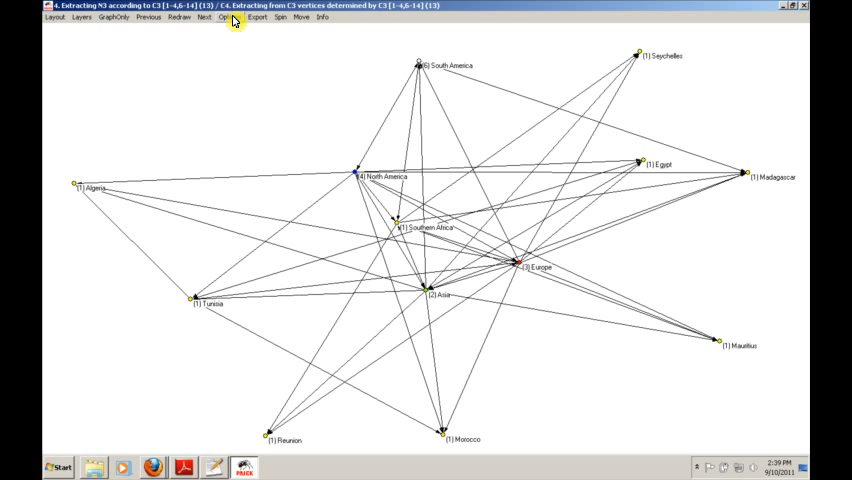 4. Extracting N3 according to C3 [1-4,6-14] (13) / C4. Extracting from C3 vertices determined by C3 [1-4,6-14] (13)
Layout Layers GraphOnly Previous Redraw Next Options Export Spin Move Info
(1) Seychelles
(6) South America
(1) Egypt
(4) North America
(1) Madagascar
(1) Algeria
(1) Southern Africa
(3) Europe
(2) Asia
(1) Tunisia
(1) Mauritius
(1) Reunion
(1) Morocco
Start
PAJEK
2:39 PM
9/10/2011